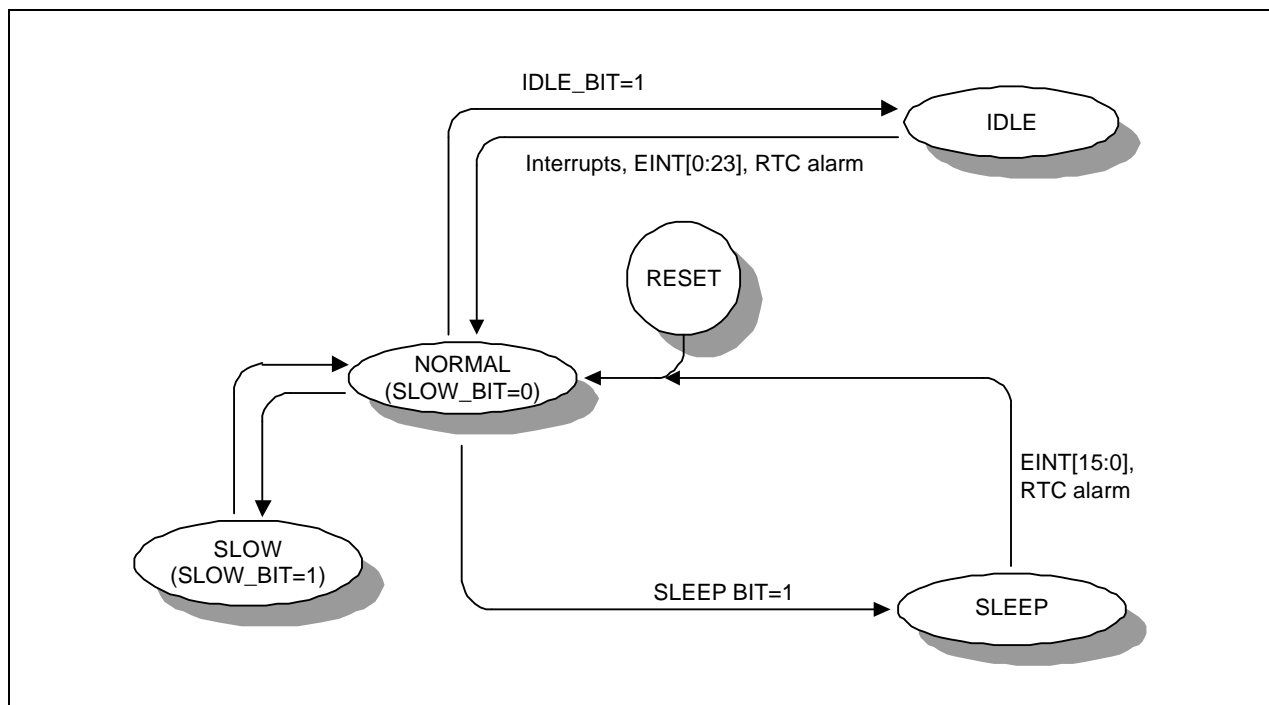 IDLE_BIT=1
IDLE
Interrupts, EINT[0:23], RTC alarm
RESET
NORMAL
(SLOW_BIT=0)
EINT[15:0],
RTC alarm
SLOW
(SLOW_BIT=1)
SLEEP BIT=1
SLEEP